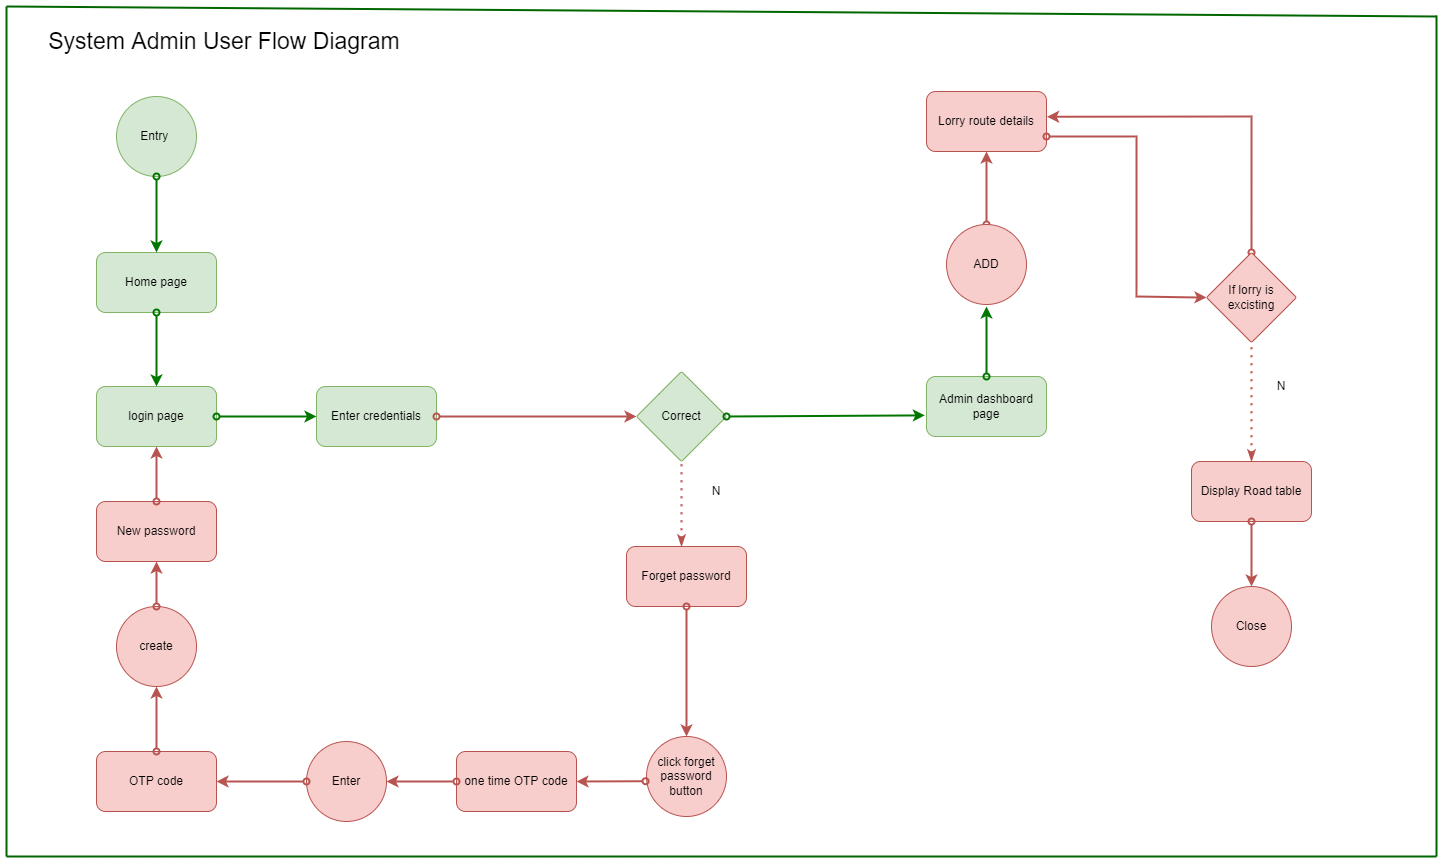 System Admin User Flow Diagram
Entry
Lorry route details
ADD
Home page
If lorry is
excisting
N
login page
Enter credentials
Correct
Admin dashboard
page
N
Display Road table
New password
Forget password
create
Close
OTP code
Enter
one time OTP code
click forget
password
button